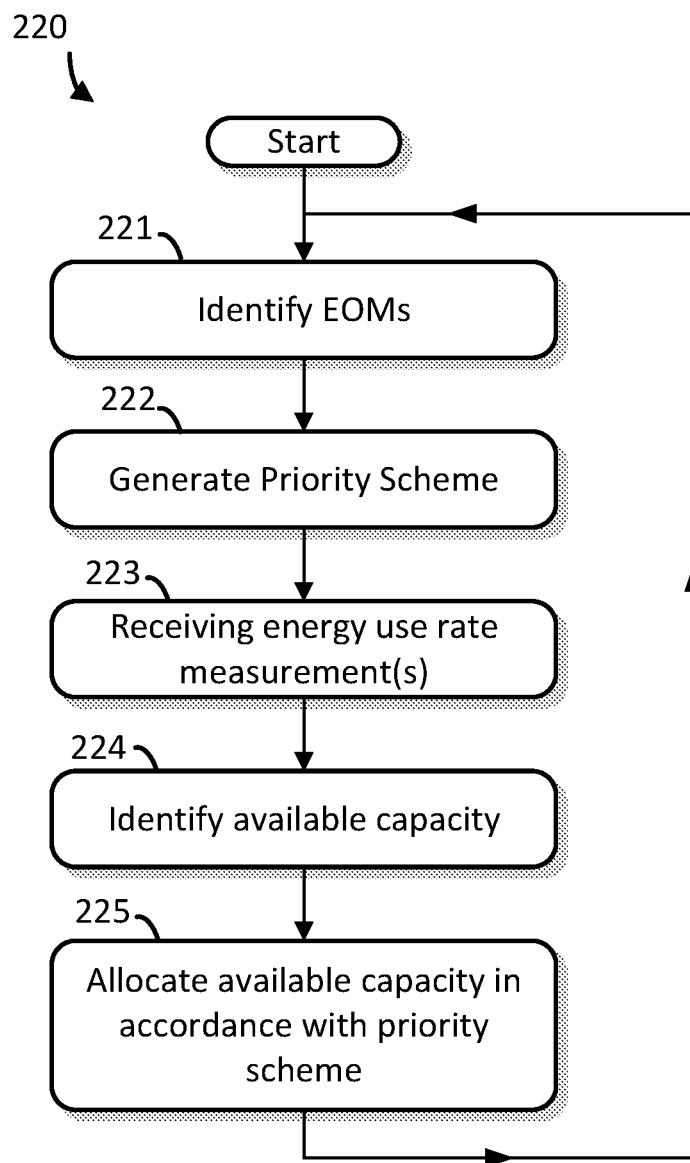 220
Start
221
Identify EOMs
222
Generate Priority Scheme
223
Receiving energy use rate
measurement(s)
224
Identify available capacity
225
Allocate available capacity in
accordance with priority
scheme